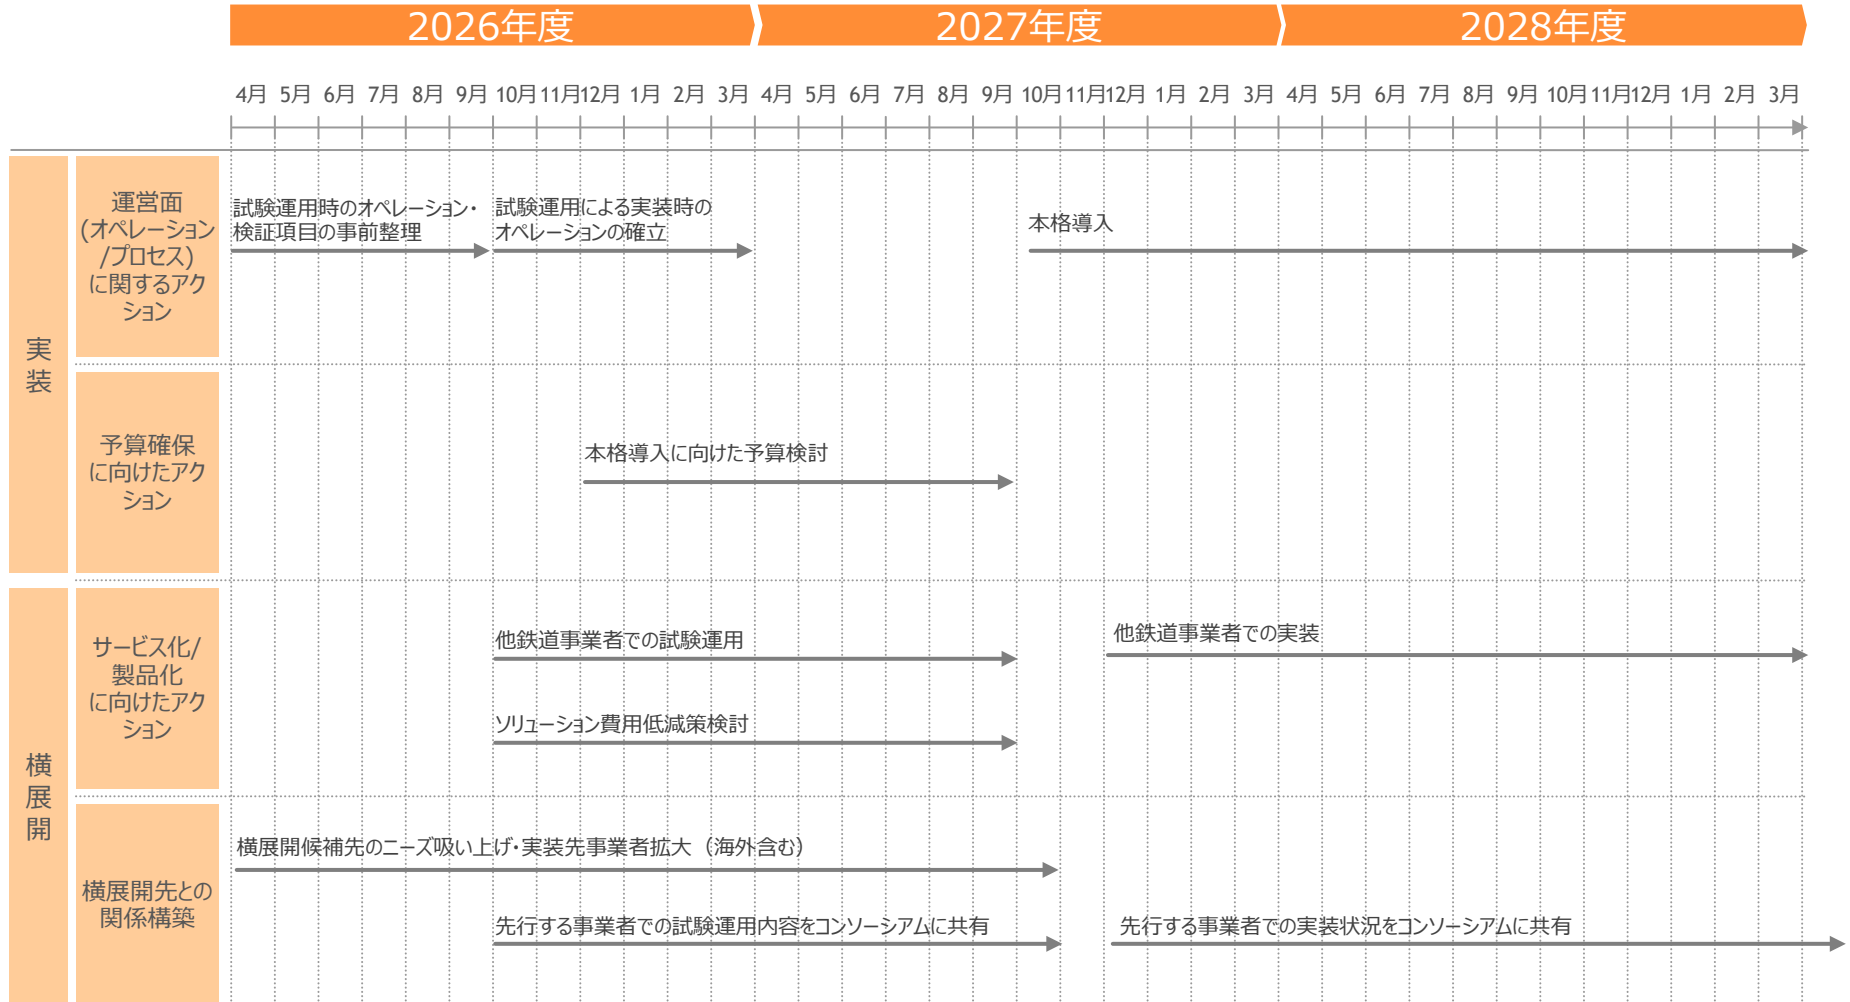 2026年度
2027年度
2028年度
4月 5月 6月 7月 8月 9月 10月 11月 12月 1月 2月 3月 4月 5月 6月 7月 8月 9月 10月 11月 12月 1月 2月 3月 4月 5月 6月 7月 8月 9月 10月 11月 12月 1月 2月 3月
実装
運営面
(オペレーション
/プロセス)
に関するアク
ション
試験運用時のオペレーション・
検証項目の事前整理
試験運用による実装時の
オペレーションの確立
本格導入
予算確保
に向けたアク
ション
本格導入に向けた予算検討
横展開
サービス化/
製品化
に向けたアク
ション
他鉄道事業者での試験運用
他鉄道事業者での実装
ソリューション費用低減策検討
横展開先との
関係構築
横展開候補先のニーズ吸い上げ・実装先事業者拡大（海外含む）
先行する事業者での試験運用内容をコンソーシアムに共有
先行する事業者での実装状況をコンソーシアムに共有